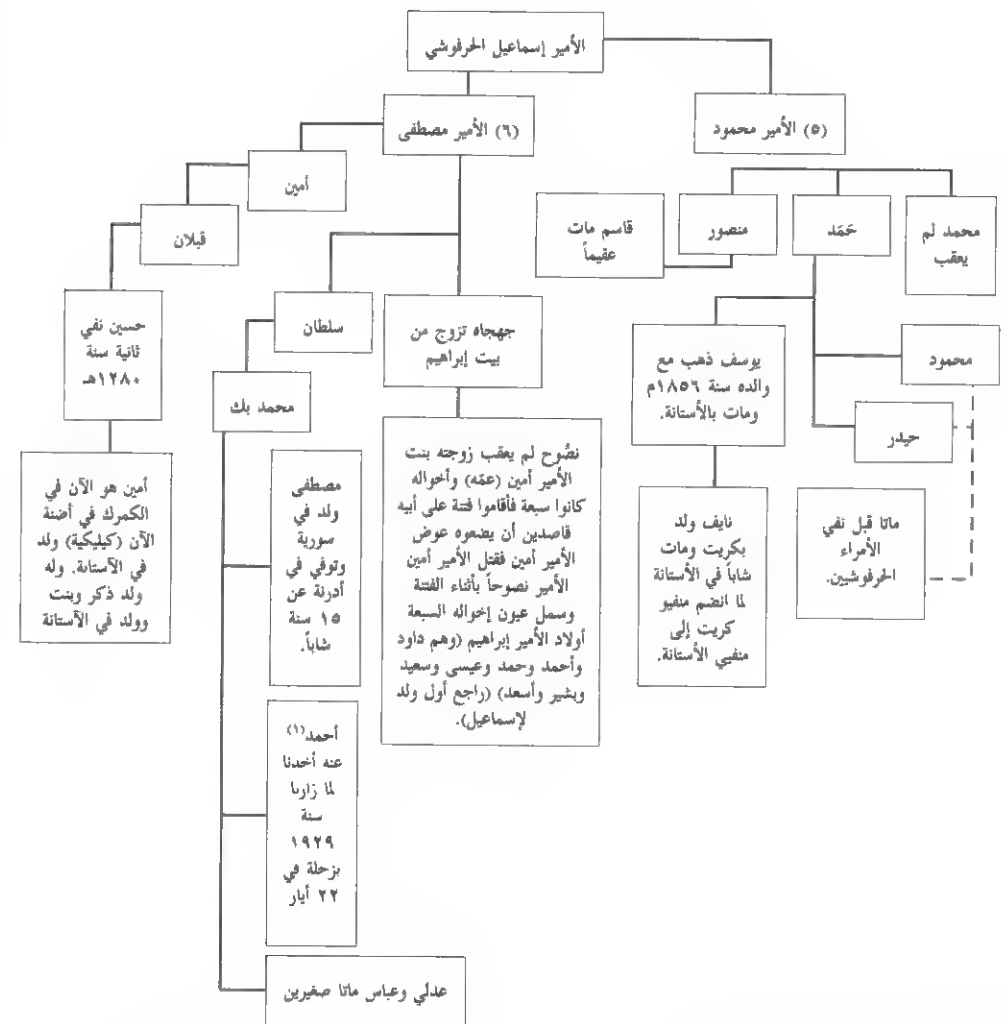 الأمير إسماعيل الحرفوشي
(٥) الأمير محمود
(٦) الأمير مصطفى
محمد لم
يعقب
حَمَد
منصور
قاسم مات
عقيماً
أمين
قبلان
محمود
حيدر
يوسف ذهب مع
والده سنة ١٨٥٦م
ومات بالأستانة.
جهجاه تزوج من
بيت إبراهيم
سلطان
حسين نفي
ثانية سنة
١٢٨٠هـ
محمد بك
ماتا قبل نفي
الأمراء
الحرفوشيين.
نايف ولد
بكريت ومات
شاباً في الأستانة
لما انضم منفيو
كريت إلى
منفيي الأستانة.
نصُّوح لم يعقب زوجته بنت
الأمير أمين (عمّه) وأخواله
كانوا سبعة فأقاموا فتنة على أبيه
قاصدين أن يضعوه عوض
الأمير أمين فقتل الأمير أمين
الأمير نصوحاً بأثناء الفتنة
وسمل عيون إخواله السبعة
أولاد الأمير إبراهيم (وهم داود
وأحمد وحمد وعيسى وسعيد
وبشير وأسعد) (راجع أول ولد
لإسماعيل).
مصطفى
ولد في
سورية
وتوفي في
أدرنة عن
١٥ سنة
شاباً.
أمين هو الآن في
الكمرك في أضنة
الآن (كيليكية) ولد
في الآستانة. وله
ولد ذكر وبنت
وولد في الآستانة
أحمد(١)
عنه أخذنا
لما زارنا
سنة
١٩٢٩
بزحلة في
٢٢ أيار
عدلي وعباس ماتا صغيرين